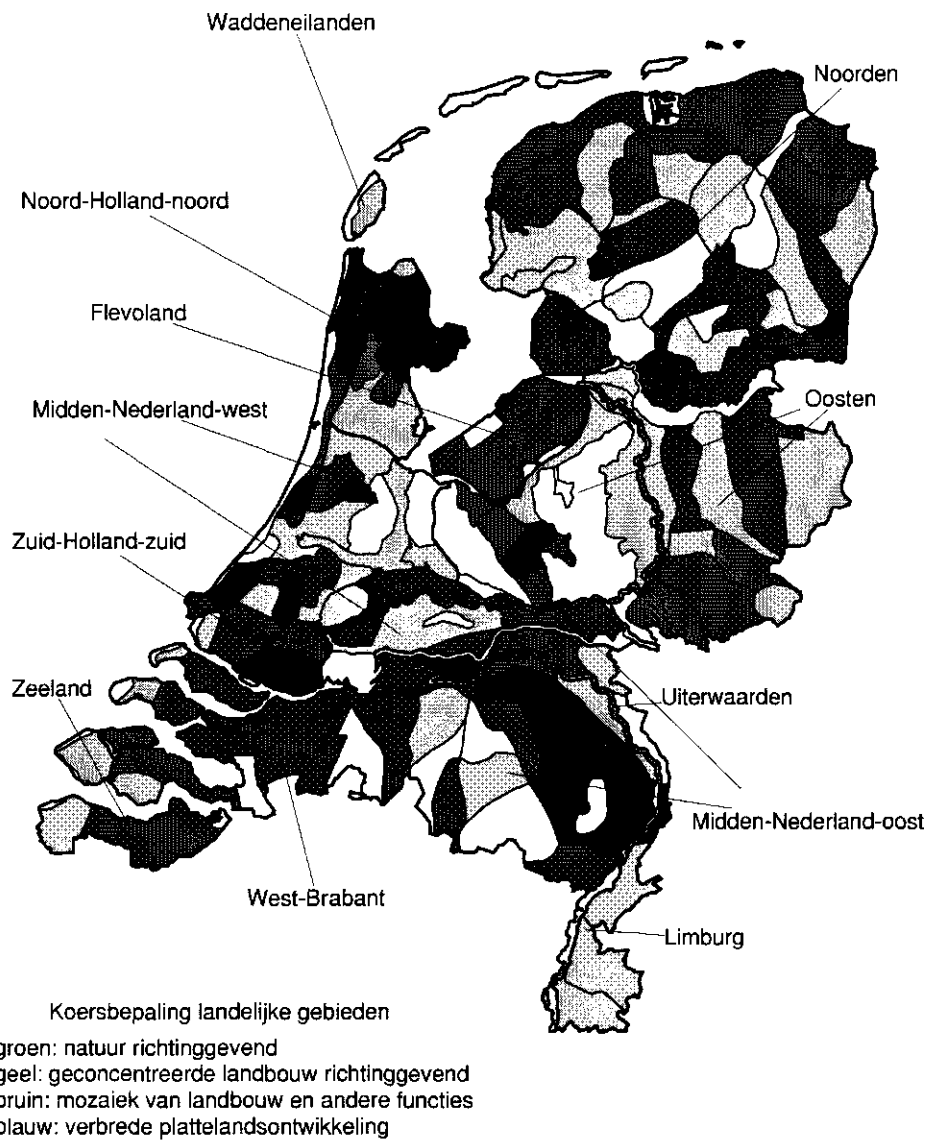 Waddeneilanden
Noorden
Noord-Holland-noord
Flevoland
Midden-Nederland-west
Oosten
Zuid-Holland-zuid
Zeeland
Uiterwaarden
Midden-Nederland-oost
West-Brabant
Limburg
Koersbepaling landelijke gebieden
groen: natuur richtinggevend
geel: geconcentreerde landbouw richtinggevend
bruin: mozaiek van landbouw en andere functies
blauw: verbrede plattelandsontwikkeling